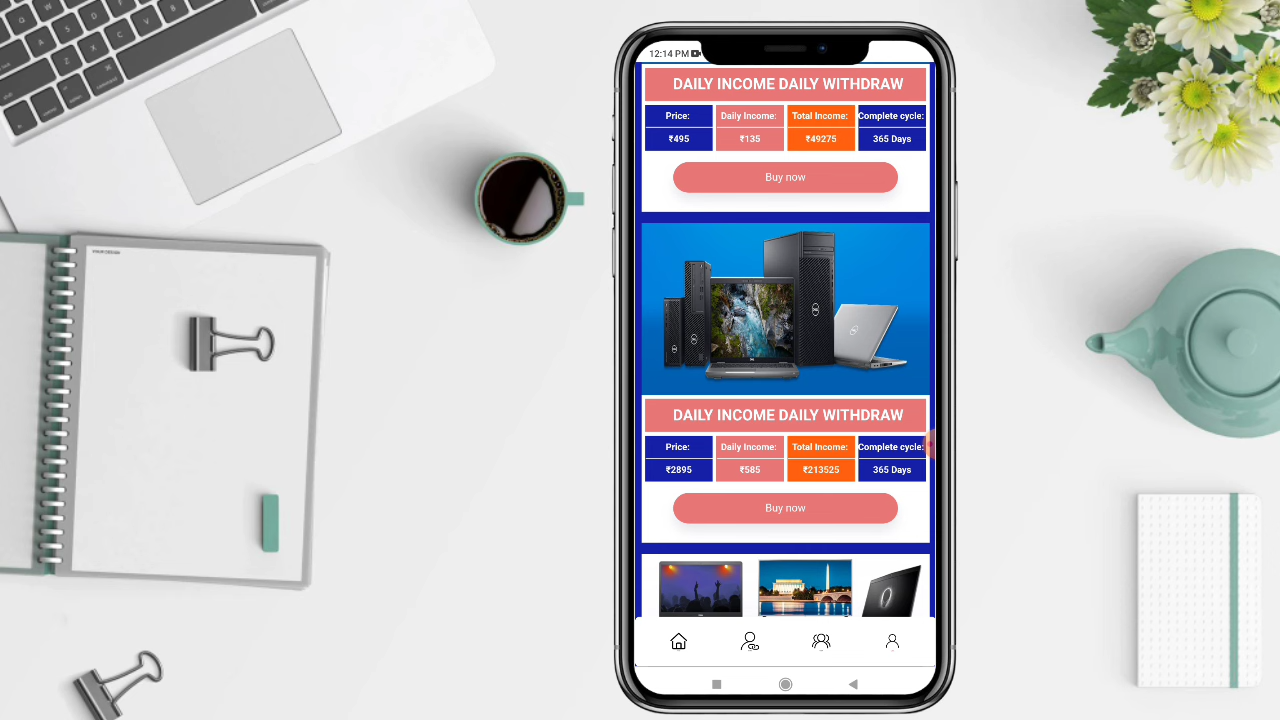 12:14 PM
DAILY INCOME DAILY WITHDRAW
Price: Daily Income: Total Income: Complete cycle:
₹495 ₹135 ₹49275 365 Days
Buy now
DAILY INCOME DAILY WITHDRAW
Price: Daily Income: Total Income: Complete cycle:
₹2895 ₹585 ₹213525 365 Days
Buy now